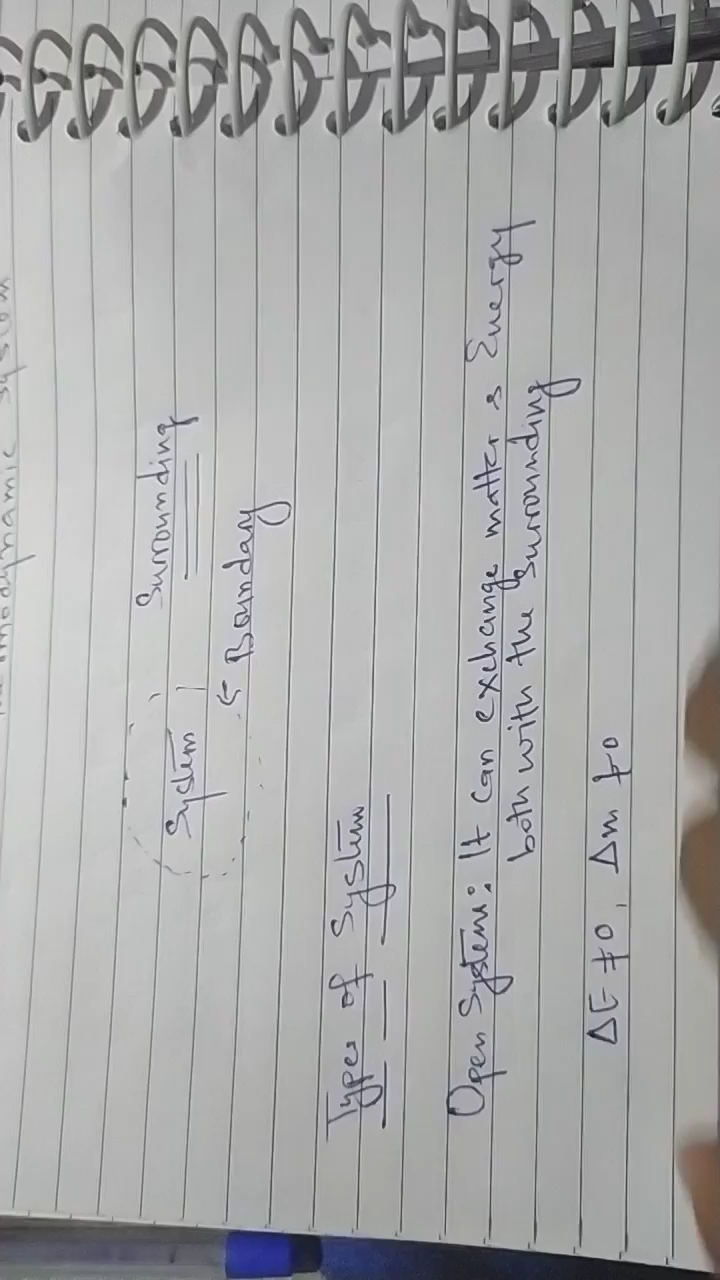 System Surrounding
← Boundary
Types of System
Open System: It can exchange matter & Energy
both with the surrounding
ΔE ≠ 0, Δm ≠ 0